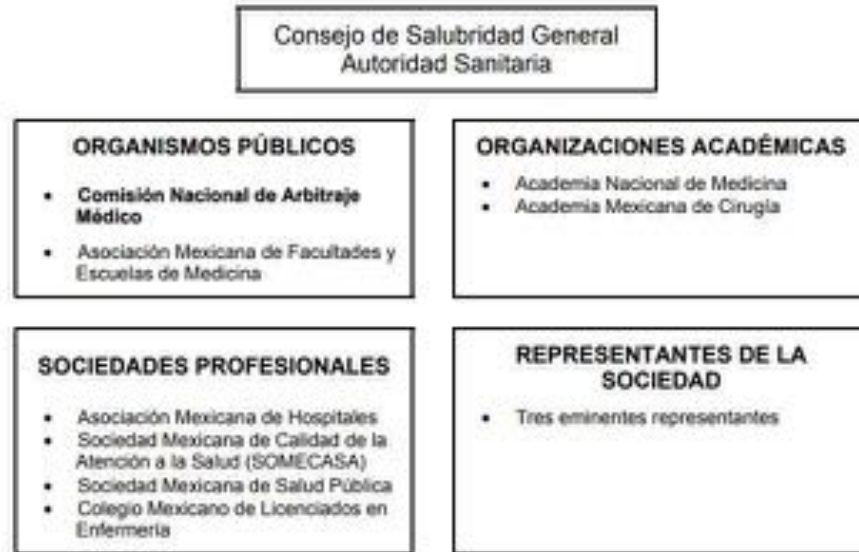 Consejo de Salubridad General
Autoridad Sanitaria
ORGANISMOS PÚBLICOS
• Comisión Nacional de Arbitraje
Médico
• Asociación Mexicana de Facultades y
Escuelas de Medicina
ORGANIZACIONES ACADÉMICAS
• Academia Nacional de Medicina
• Academia Mexicana de Cirugía
SOCIEDADES PROFESIONALES
• Asociación Mexicana de Hospitales
• Sociedad Mexicana de Calidad de la
Atención a la Salud (SOMECASA)
• Sociedad Mexicana de Salud Pública
• Colegio Mexicano de Licenciados en
Enfermería
REPRESENTANTES DE LA
SOCIEDAD
• Tres eminentes representantes